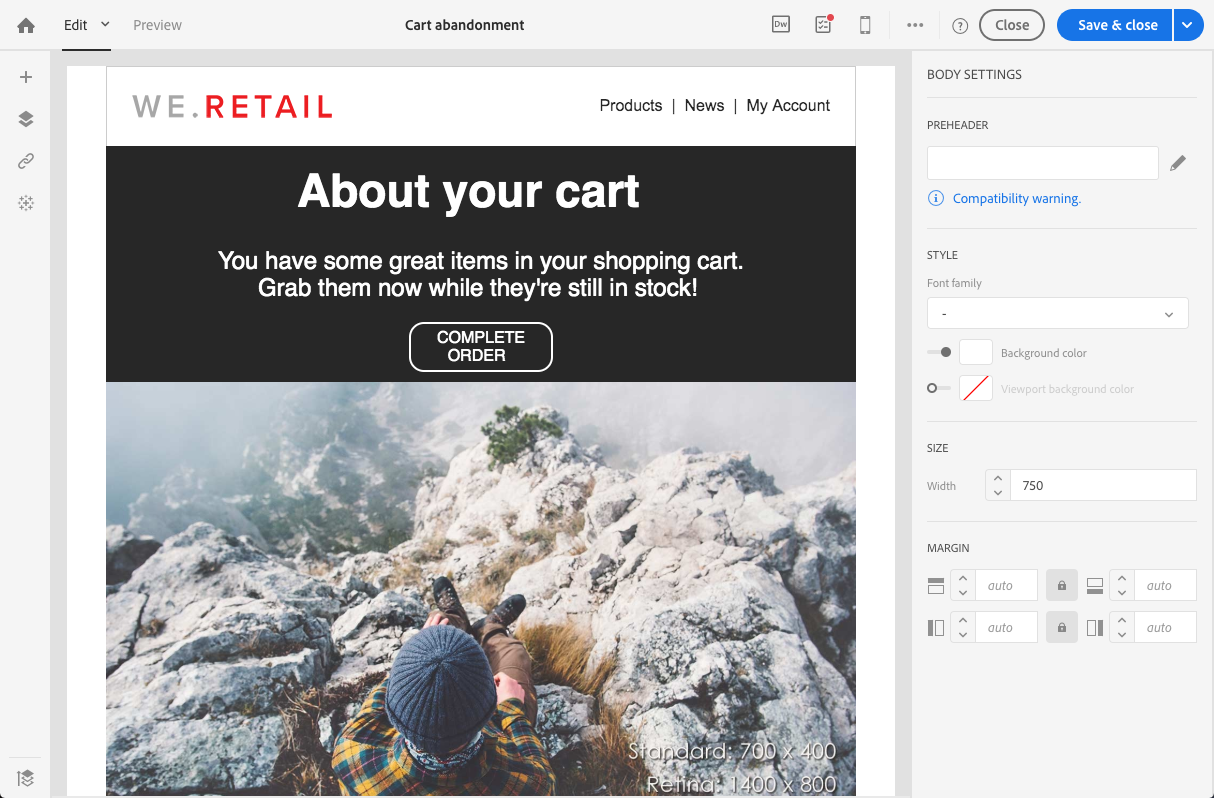 Edit
Preview
Cart abandonment
Dw
Close
Save & close
WE.RETAIL
Products | News | My Account
About your cart
You have some great items in your shopping cart.
Grab them now while they're still in stock!
COMPLETE
ORDER
Standard: 700 x 400
Retina: 1400 x 800
BODY SETTINGS
PREHEADER
Compatibility warning.
STYLE
Font family
-
Background color
Viewport background color
SIZE
Width
750
MARGIN
auto
auto
auto
auto